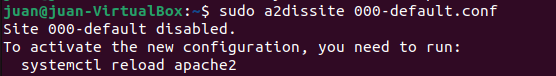 juan@juan-VirtualBox:~$ sudo a2dissite 000-default.conf
Site 000-default disabled.
To activate the new configuration, you need to run:
  systemctl reload apache2